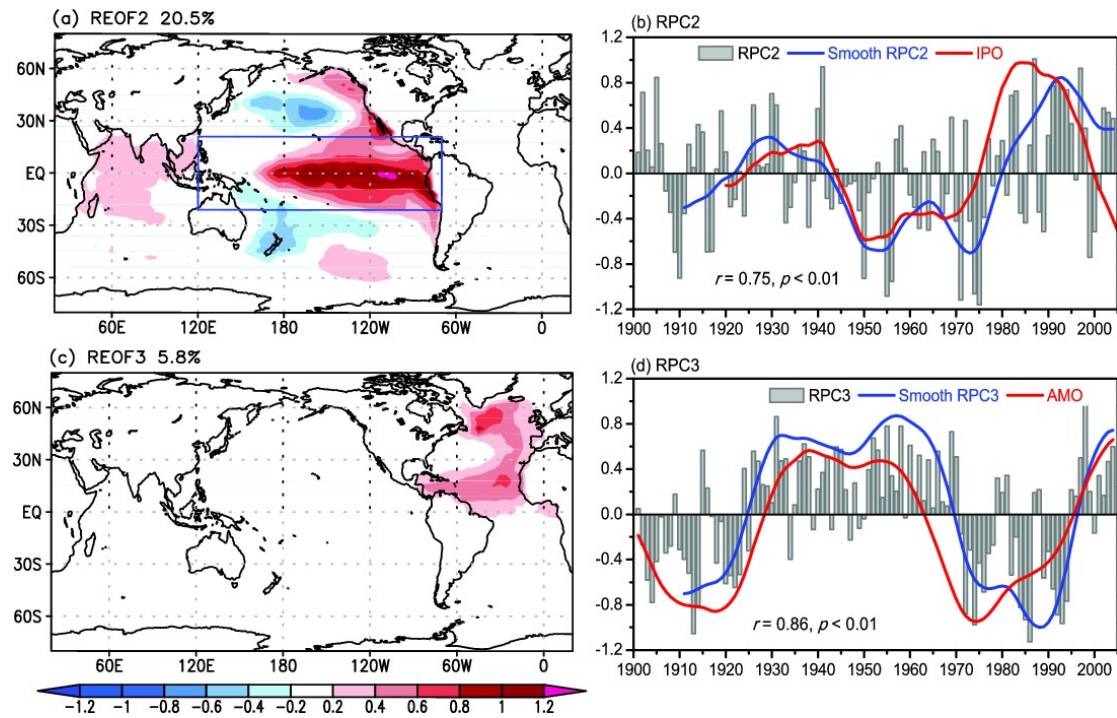 (a) REOF2 20.5%
60N
30N
EQ
30S
60S
60E 120E 180 120W 60W 0
(b) RPC2
RPC2 Smooth RPC2 IPO
1.2
0.8
0.4
0.0
-0.4
-0.8
-1.2
r = 0.75, p < 0.01
1900 1910 1920 1930 1940 1950 1960 1970 1980 1990 2000
(c) REOF3 5.8%
60N
30N
EQ
30S
60S
60E 120E 180 120W 60W 0
-1.2 -1 -0.8 -0.6 -0.4 -0.2 0.2 0.4 0.6 0.8 1 1.2
(d) RPC3
RPC3 Smooth RPC3 AMO
1.2
0.8
0.4
0.0
-0.4
-0.8
-1.2
r = 0.86, p < 0.01
1900 1910 1920 1930 1940 1950 1960 1970 1980 1990 2000